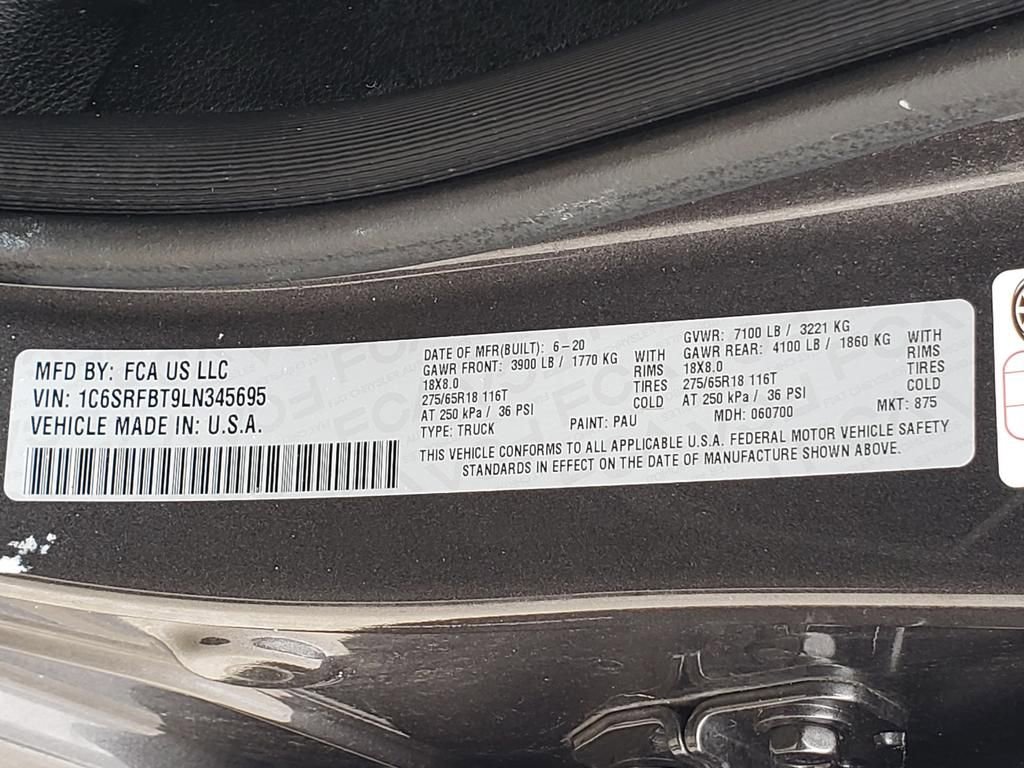 MFD BY: FCA US LLC
VIN: 1C6SRFBT9LN345695
VEHICLE MADE IN: U.S.A.
DATE OF MFR(BUILT): 6-20
GAWR FRONT: 3900 LB / 1770 KG WITH
18X8.0 RIMS
275/65R18 116T TIRES
AT 250 kPa / 36 PSI COLD
TYPE: TRUCK PAINT: PAU
GVWR: 7100 LB / 3221 KG
GAWR REAR: 4100 LB / 1860 KG WITH
18X8.0 RIMS
275/65R18 116T TIRES
AT 250 kPa / 36 PSI COLD
MDH: 060700 MKT: 875
THIS VEHICLE CONFORMS TO ALL APPLICABLE U.S.A. FEDERAL MOTOR VEHICLE SAFETY
STANDARDS IN EFFECT ON THE DATE OF MANUFACTURE SHOWN ABOVE.